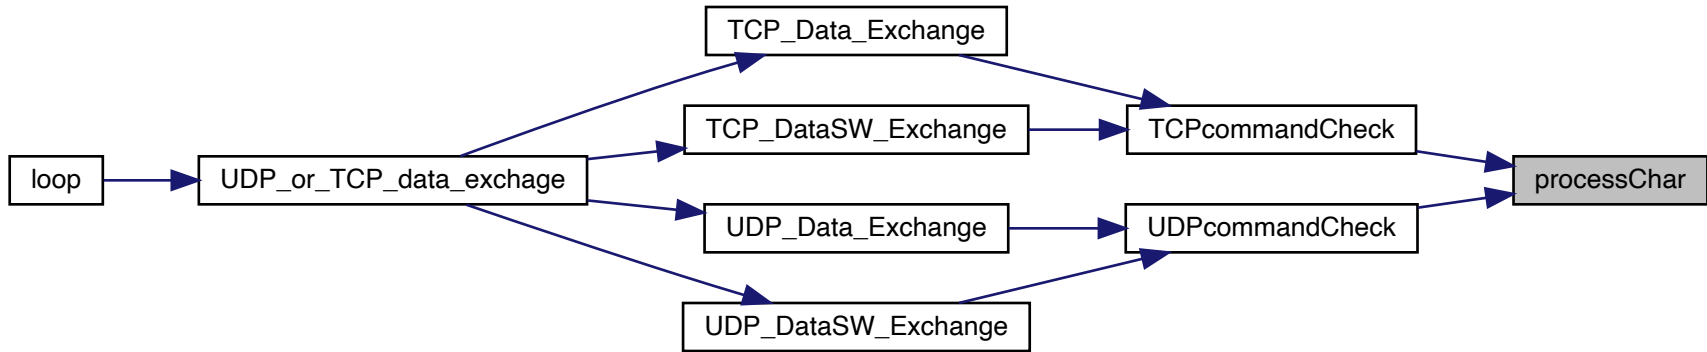 TCP_Data_Exchange
TCP_DataSW_Exchange
TCPcommandCheck
loop
UDP_or_TCP_data_exchage
processChar
UDP_Data_Exchange
UDPcommandCheck
UDP_DataSW_Exchange